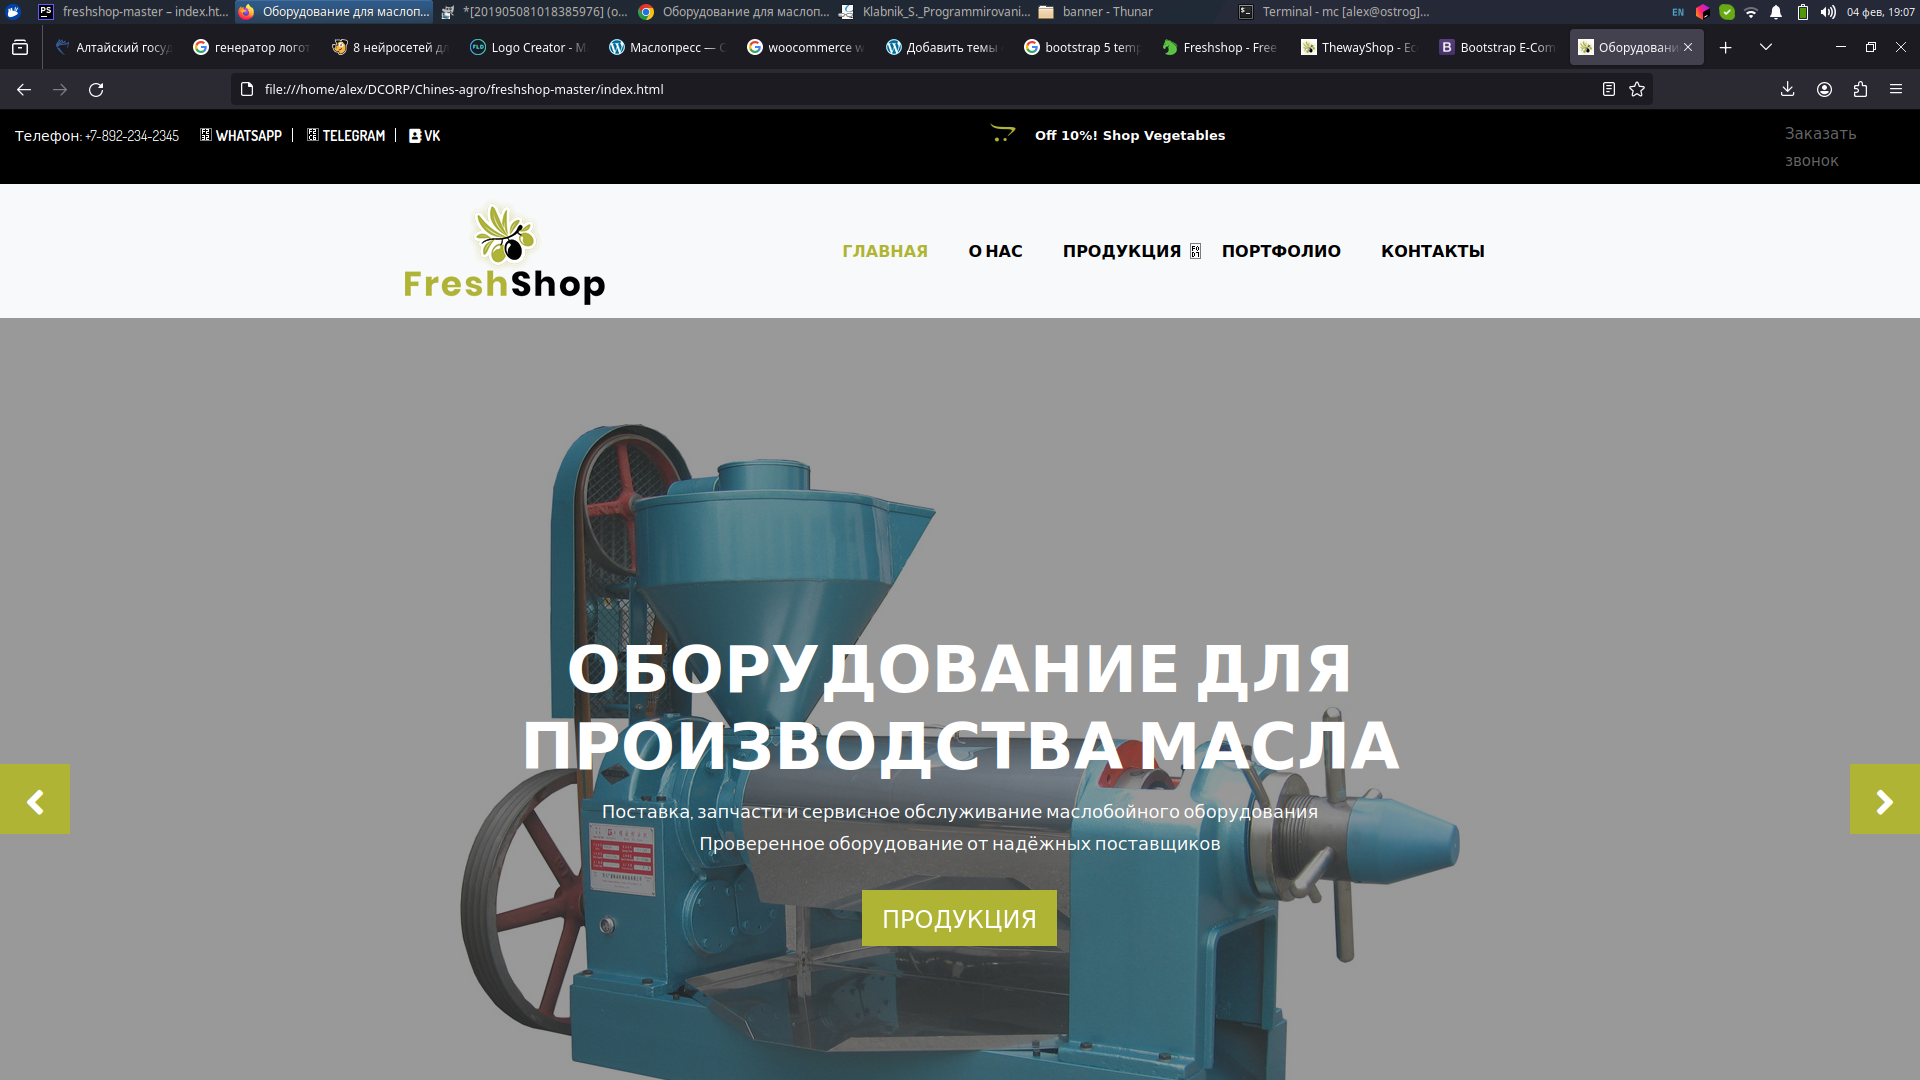 freshshop-master – index.ht...
Оборудование для маслоп...
*[201905081018385976] (о...
Оборудование для маслоп...
Klabnik_S._Programmirovani...
banner - Thunar
Terminal - mc [alex@ostrog]...
EN
04 фев, 19:07
Алтайский госуд
генератор логот
8 нейросетей дл
Logo Creator - M
Маслопресс — С
woocommerce w
Добавить темы
bootstrap 5 temp
Freshshop - Free
ThewayShop - Ec
Bootstrap E-Com
Оборудовани
file:///home/alex/DCORP/Chines-agro/freshshop-master/index.html
Телефон: +7-892-234-2345
WHATSAPP
TELEGRAM
VK
Off 10%! Shop Vegetables
Заказать
звонок
FreshShop
ГЛАВНАЯ
О НАС
ПРОДУКЦИЯ
ПОРТФОЛИО
КОНТАКТЫ
ОБОРУДОВАНИЕ ДЛЯ
ПРОИЗВОДСТВА МАСЛА
Поставка, запчасти и сервисное обслуживание маслобойного оборудования
Проверенное оборудование от надёжных поставщиков
ПРОДУКЦИЯ